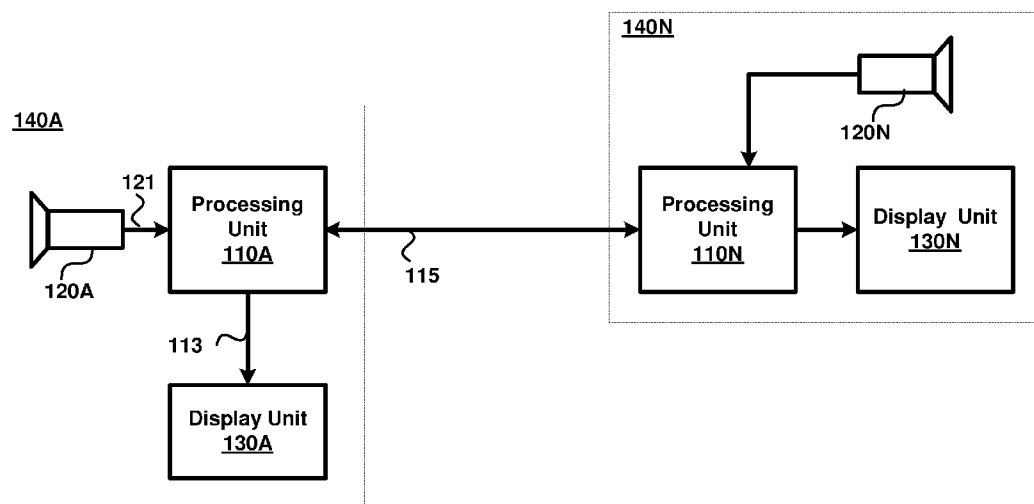 140N
120N
140A
121
Processing
Unit
110A
120A
115
Processing
Unit
110N
Display Unit
130N
113
Display Unit
130A